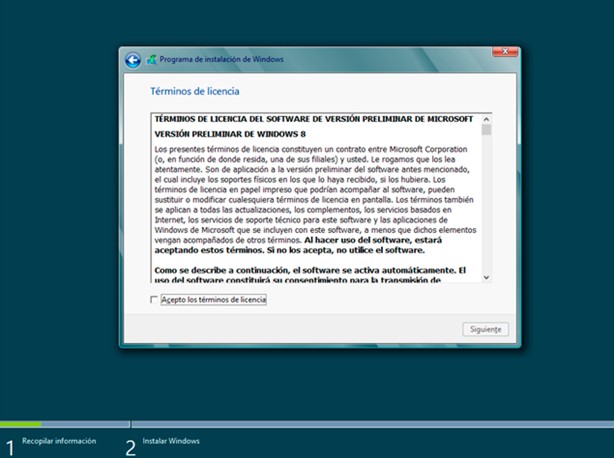 Programa de instalación de Windows
Términos de licencia
TÉRMINOS DE LICENCIA DEL SOFTWARE DE VERSIÓN PRELIMINAR DE MICROSOFT
VERSIÓN PRELIMINAR DE WINDOWS 8
Los presentes términos de licencia constituyen un contrato entre Microsoft Corporation
(o, en función de donde resida, una de sus filiales) y usted. Le rogamos que los lea
atentamente. Son de aplicación a la versión preliminar del software antes mencionado,
el cual incluye los soportes físicos en los que lo haya recibido, si los hubiera. Los
términos de licencia en papel impreso que podrían acompañar al software, pueden
sustituir o modificar cualesquiera términos de licencia en pantalla. Los términos también
se aplican a todas las actualizaciones, los complementos, los servicios basados en
Internet, los servicios de soporte técnico para este software y las aplicaciones de
Windows de Microsoft que se incluyen con este software, a menos que dichos elementos
vengan acompañados de otros términos. Al hacer uso del software, estará
aceptando estos términos. Si no los acepta, no utilice el software.
Como se describe a continuación, el software se activa automáticamente. El
uso del software constituirá su consentimiento para la transmisión de
Acepto los términos de licencia
Siguiente
1 Recopilar información
2 Instalar Windows